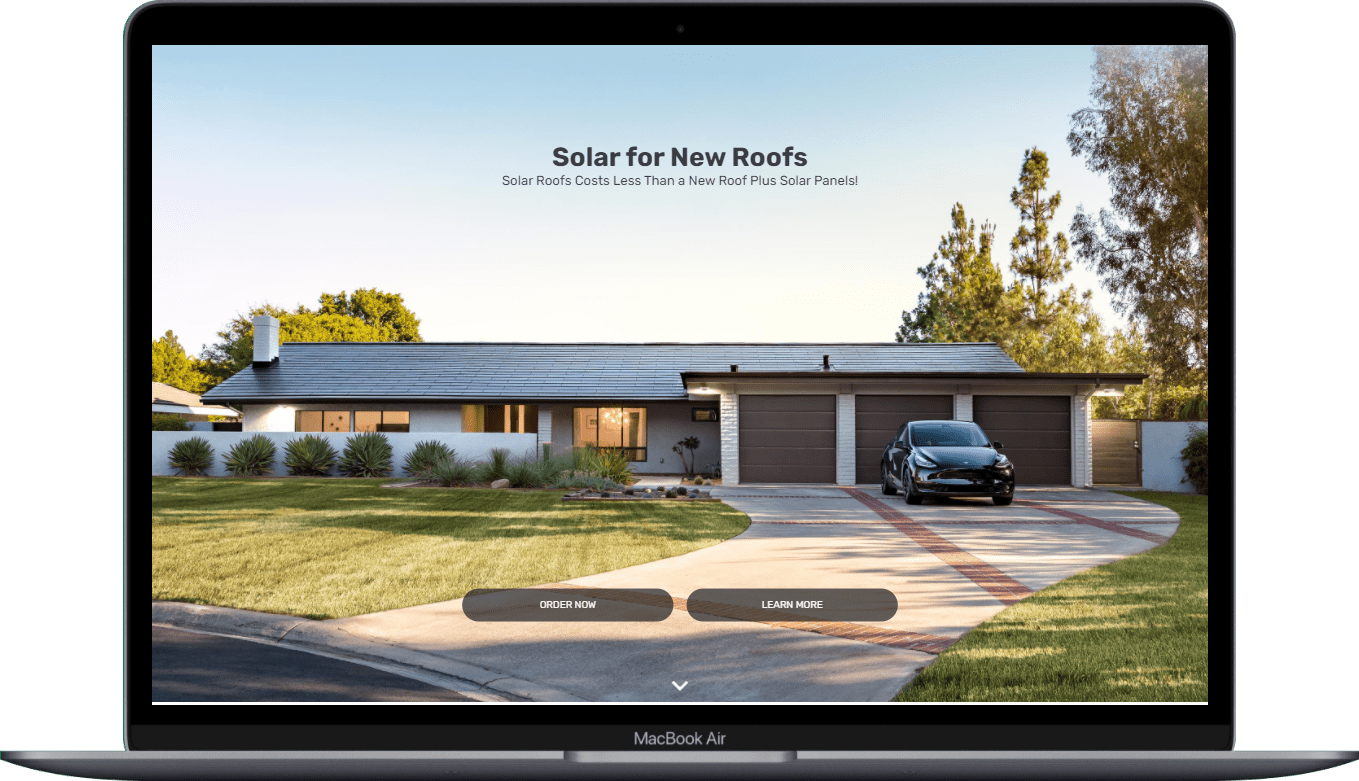 Solar for New Roofs
Solar Roofs Costs Less Than a New Roof Plus Solar Panels!
ORDER NOW
LEARN MORE
MacBook Air